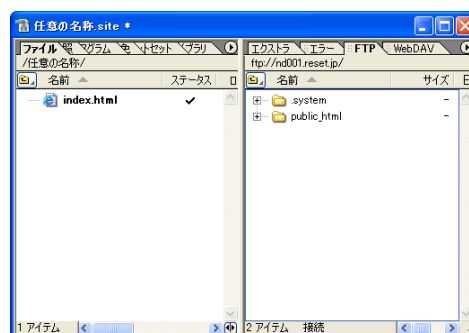 任意の名称.site *
ファイル
エクストラ エラー FTP WebDAV
/任意の名称/
ftp://nd001.reset.jp/
名前 ステータス
名前 サイズ
index.html
.system -
public_html -
1 アイテム
2 アイテム 接続